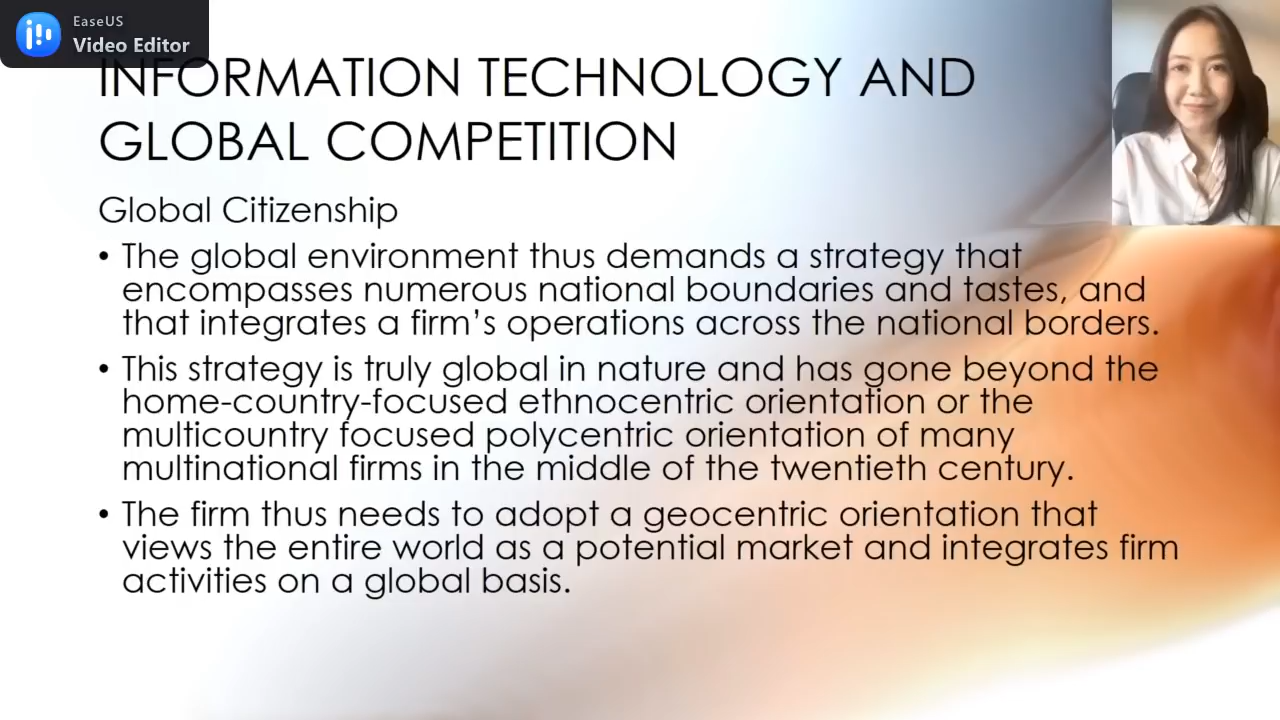 EaseUS
Video Editor
INFORMATION TECHNOLOGY AND
GLOBAL COMPETITION
Global Citizenship
• The global environment thus demands a strategy that
encompasses numerous national boundaries and tastes, and
that integrates a firm’s operations across the national borders.
• This strategy is truly global in nature and has gone beyond the
home-country-focused ethnocentric orientation or the
multicountry focused polycentric orientation of many
multinational firms in the middle of the twentieth century.
• The firm thus needs to adopt a geocentric orientation that
views the entire world as a potential market and integrates firm
activities on a global basis.